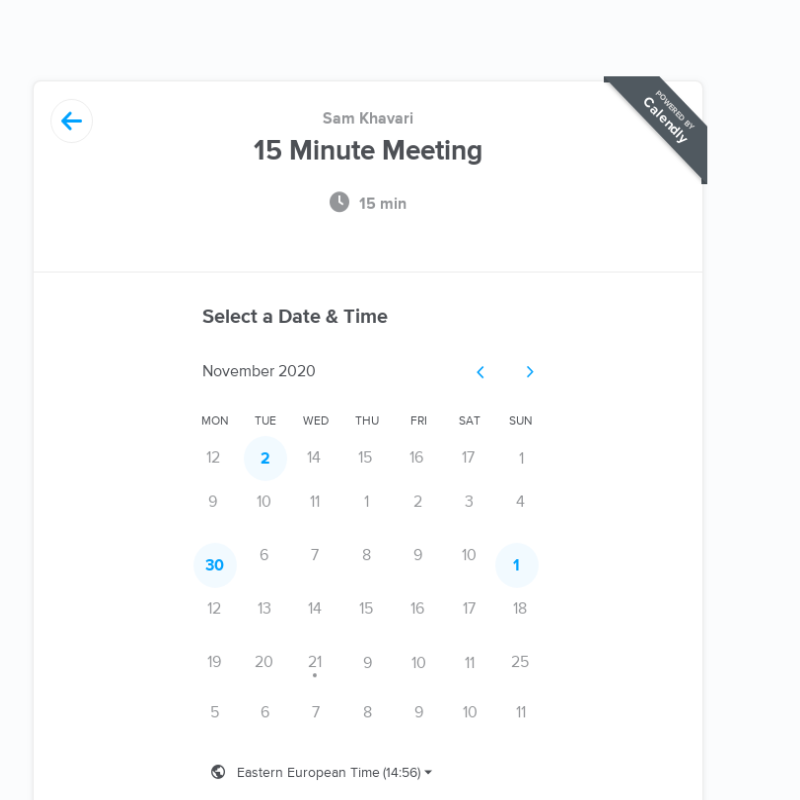 POWERED BY
Calendly
Sam Khavari
15 Minute Meeting
15 min
Select a Date & Time
November 2020
MON TUE WED THU FRI SAT SUN
12 2 14 15 16 17 1
9 10 11 1 2 3 4
30 6 7 8 9 10 1
12 13 14 15 16 17 18
19 20 21 9 10 11 25
5 6 7 8 9 10 11
Eastern European Time (14:56)